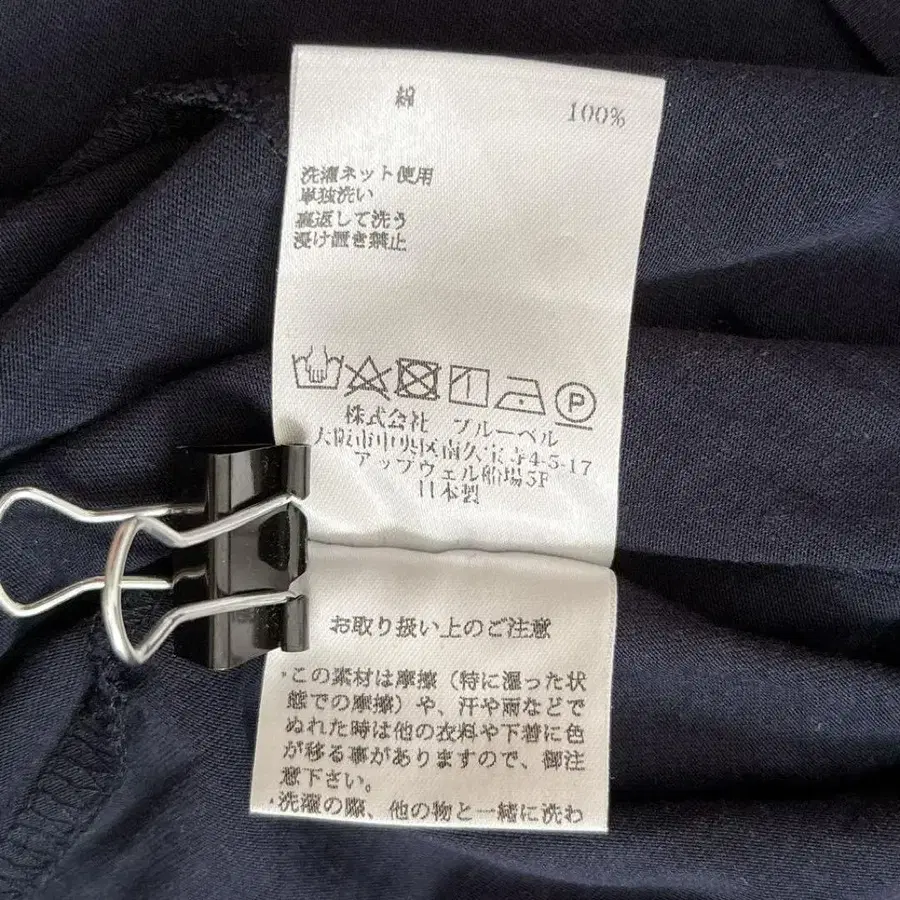 綿 100%
洗濯ネット使用
単独洗い
裏返して洗う
浸け置き禁止
P
株式会社 ブルーベル
大阪市中央区南久宝寺4-5-17
アップウェル船場5F
日本製
お取り扱い上のご注意
・この素材は摩擦（特に湿った状
態での摩擦）や、汗や雨などで
ぬれた時は他の衣料や下着に色
が移る事がありますので、御注
意下さい。
・洗濯の際、他の物と一緒に洗わ